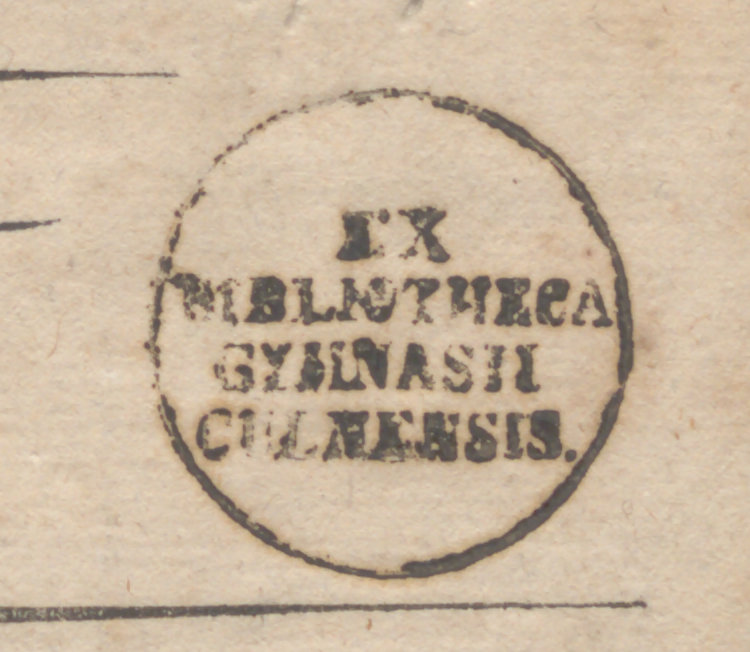 EX
BIBLIOTHECA
GYMNASII
CULMENSIS.